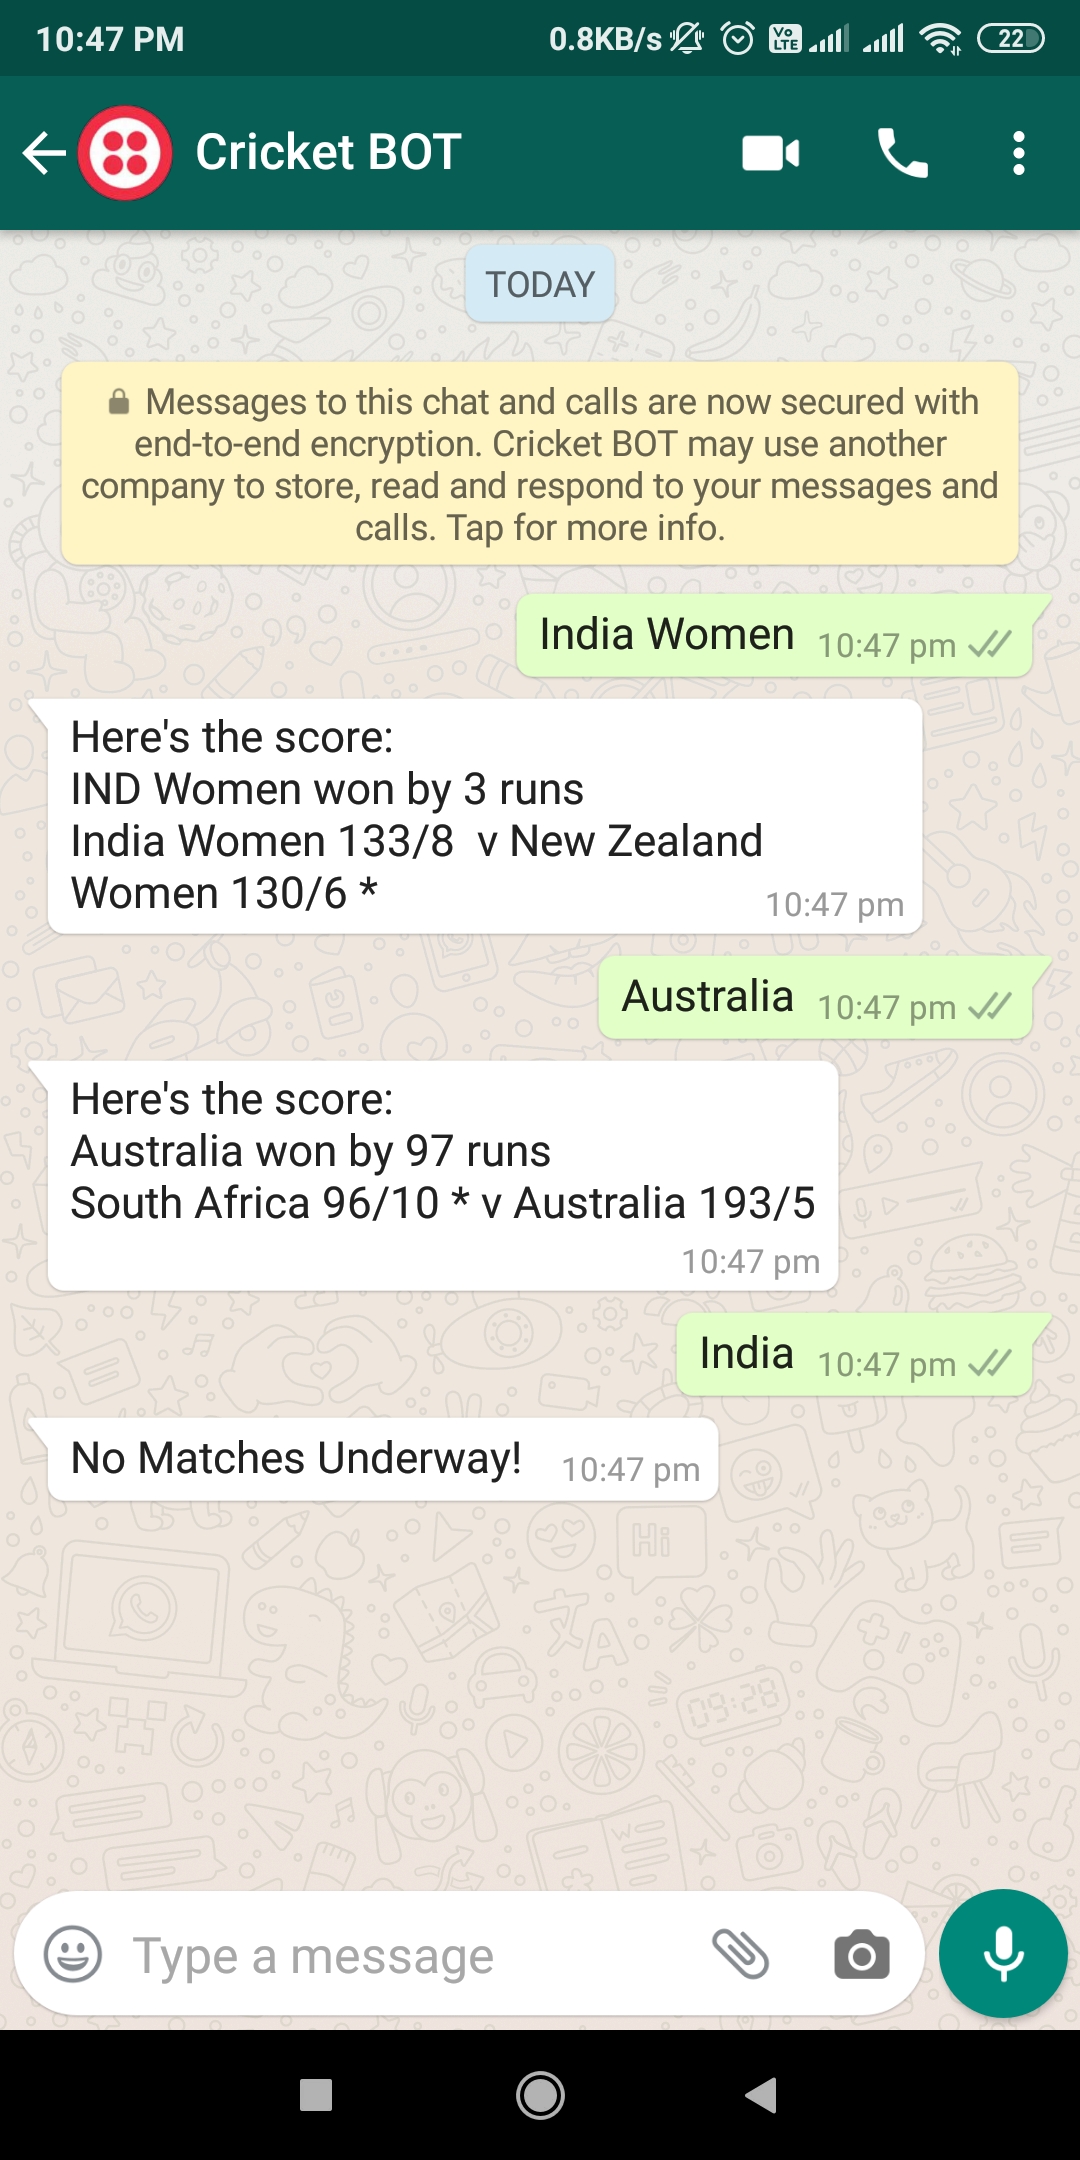 10:47 PM
0.8KB/s
Vo LTE
22
Cricket BOT
TODAY
Messages to this chat and calls are now secured with
end-to-end encryption. Cricket BOT may use another
company to store, read and respond to your messages and
calls. Tap for more info.
India Women 10:47 pm
Here's the score:
IND Women won by 3 runs
India Women 133/8  v New Zealand
Women 130/6 *
10:47 pm
Australia 10:47 pm
Here's the score:
Australia won by 97 runs
South Africa 96/10 * v Australia 193/5
10:47 pm
India 10:47 pm
No Matches Underway! 10:47 pm
Hi
09:28
Type a message